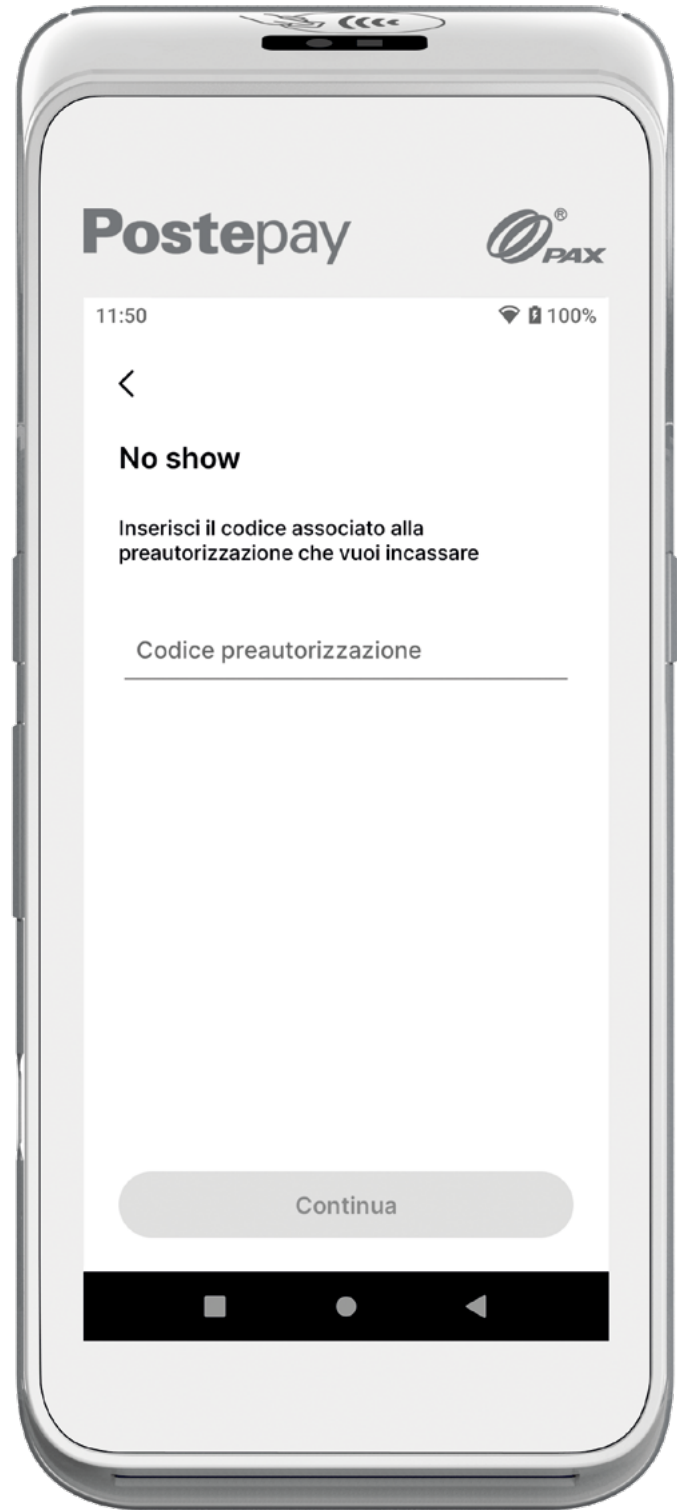 Postepay
PAX®
11:50 100%
No show
Inserisci il codice associato alla
preautorizzazione che vuoi incassare
Codice preautorizzazione
Continua